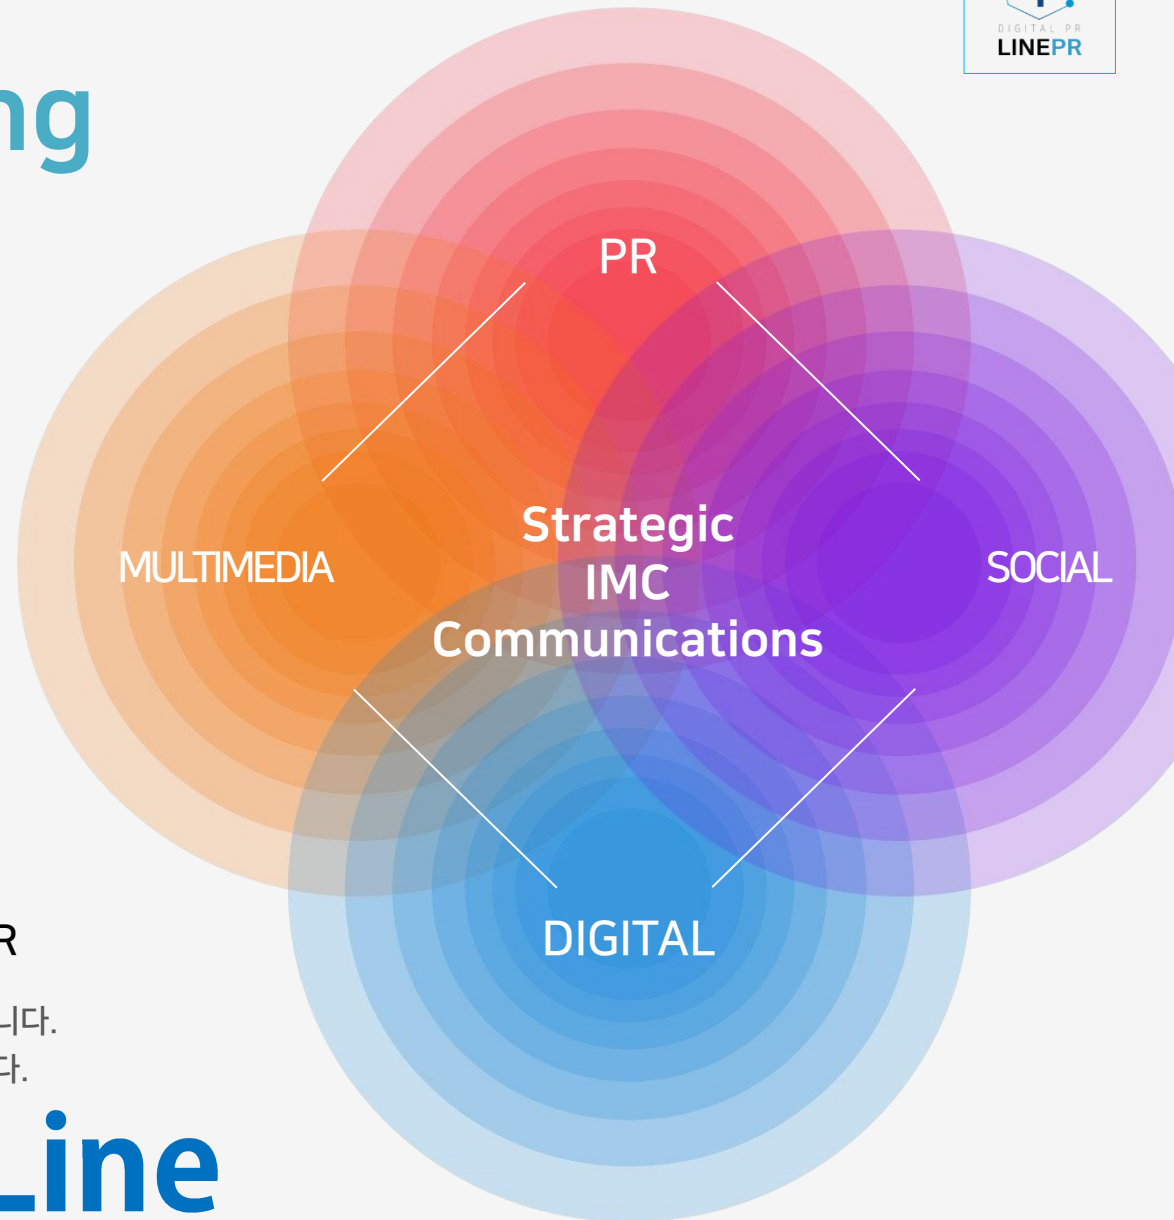 DIGITAL PR
LINEPR
ng
PR
Strategic
IMC
Communications
MULTIMEDIA
SOCIAL
DIGITAL
R
니다.
다.
Line